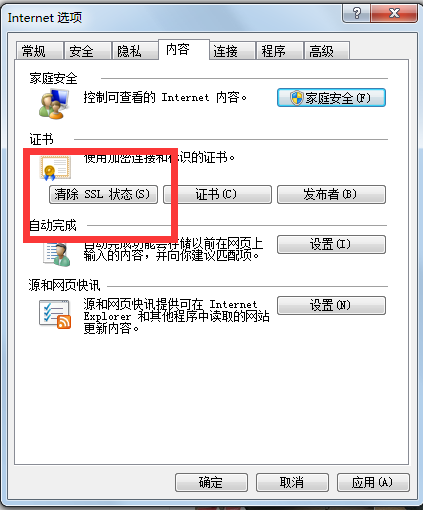 Internet 选项
常规 安全 隐私 内容 连接 程序 高级
家庭安全
控制可查看的 Internet 内容。
家庭安全(F)
证书
使用加密连接和标识的证书。
清除 SSL 状态(S) 证书(C) 发布者(B)
自动完成
自动完成功能会存储以前在网页上
输入的内容，并向你建议匹配项。
设置(I)
源和网页快讯
源和网页快讯提供可在 Internet
Explorer 和其他程序中读取的网站
更新内容。
设置(N)
确定 取消 应用(A)